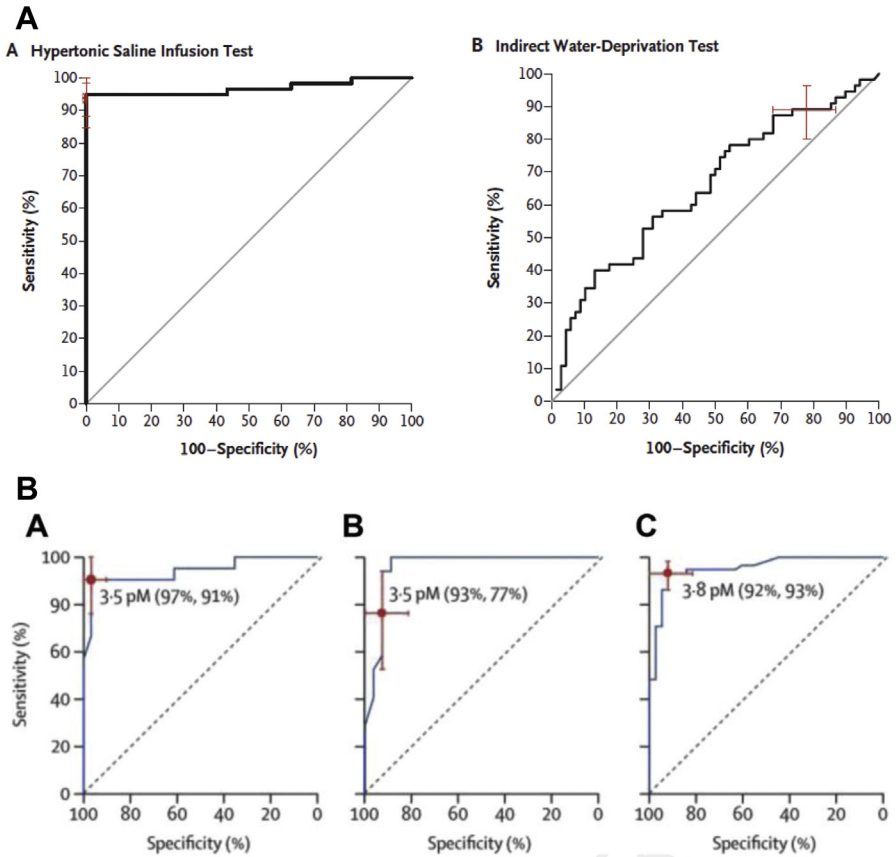 A
A Hypertonic Saline Infusion Test
B Indirect Water-Deprivation Test
Sensitivity (%)
100
90
80
70
60
50
40
30
20
10
0
0 10 20 30 40 50 60 70 80 90 100
100–Specificity (%)
Sensitivity (%)
100
90
80
70
60
50
40
30
20
10
0
0 10 20 30 40 50 60 70 80 90 100
100–Specificity (%)
B
A
Sensitivity (%)
100
90
60
40
20
0
3·5 pM (97%, 91%)
100 80 60 40 20 0
Specificity (%)
B
3·5 pM (93%, 77%)
100 80 60 40 20 0
Specificity (%)
C
3·8 pM (92%, 93%)
100 80 60 40 20 0
Specificity (%)